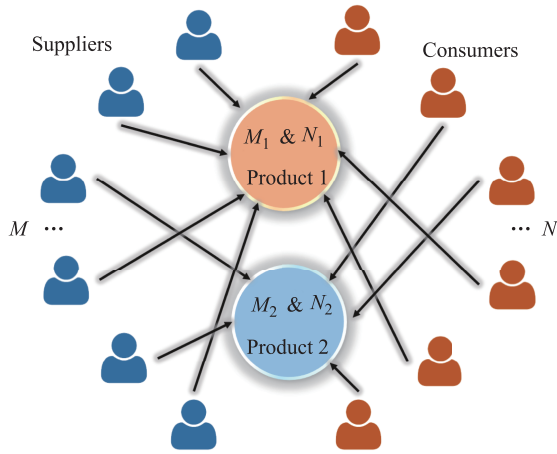 Suppliers
Consumers
M₁ & N₁
Product 1
M ...
... N
M₂ & N₂
Product 2